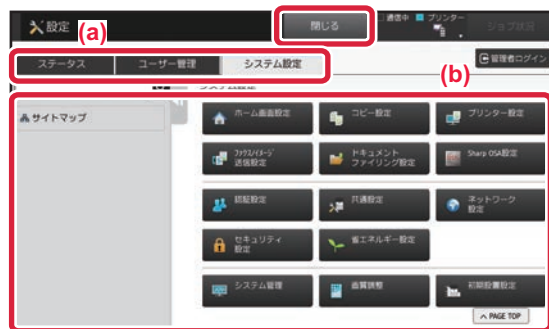 設定
(a)
閉じる
通信中
プリンター
ジョブ状況
ステータス
ユーザー管理
システム設定
管理者ログイン
(b)
システム設定
サイトマップ
ホーム画面設定
コピー設定
プリンター設定
ファクス/イメージ
送信設定
ドキュメント
ファイリング設定
Sharp OSA設定
認証設定
共通設定
ネットワーク
設定
セキュリティ
設定
省エネルギー設定
システム管理
画質調整
初期設置設定
PAGE TOP